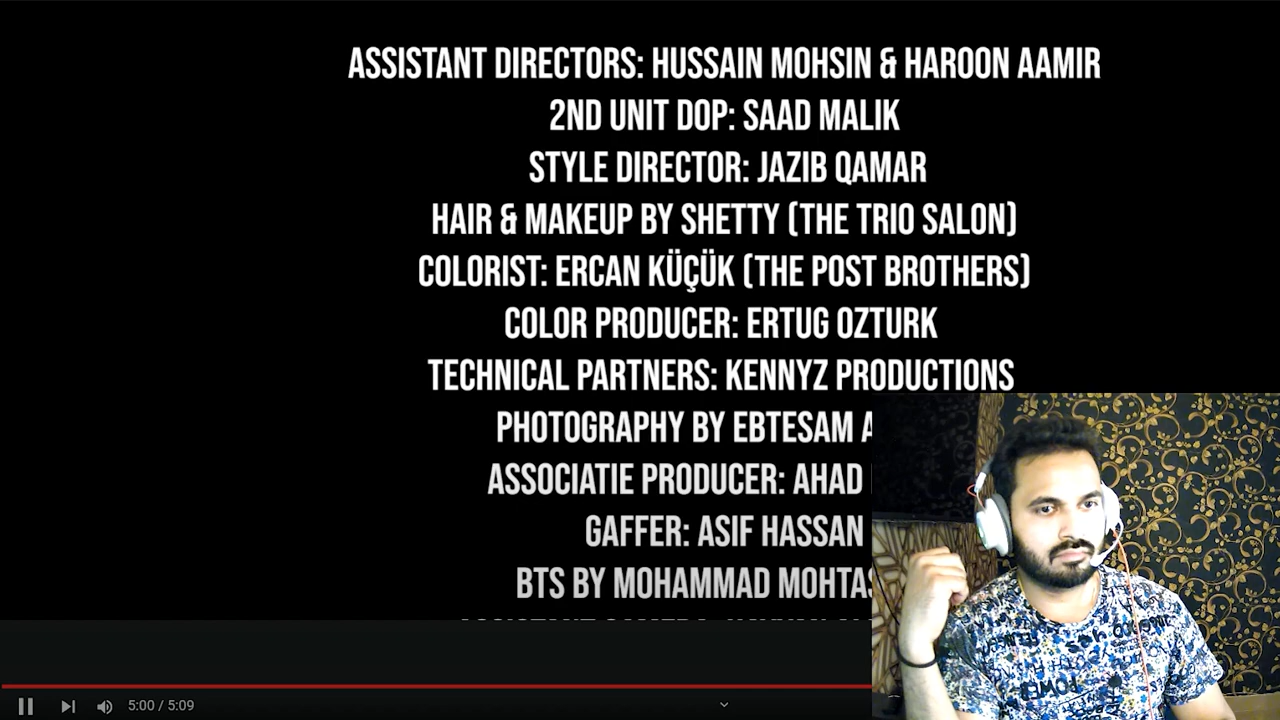 ASSISTANT DIRECTORS: HUSSAIN MOHSIN & HAROON AAMIR
2ND UNIT DOP: SAAD MALIK
STYLE DIRECTOR: JAZIB QAMAR
HAIR & MAKEUP BY SHETTY (THE TRIO SALON)
COLORIST: ERCAN KÜÇÜK (THE POST BROTHERS)
COLOR PRODUCER: ERTUG OZTURK
TECHNICAL PARTNERS: KENNYZ PRODUCTIONS
PHOTOGRAPHY BY EBTESAM
ASSOCIATIE PRODUCER: AHAD
GAFFER: ASIF HASSAN
BTS BY MOHAMMAD
5:00 / 5:09
POWER